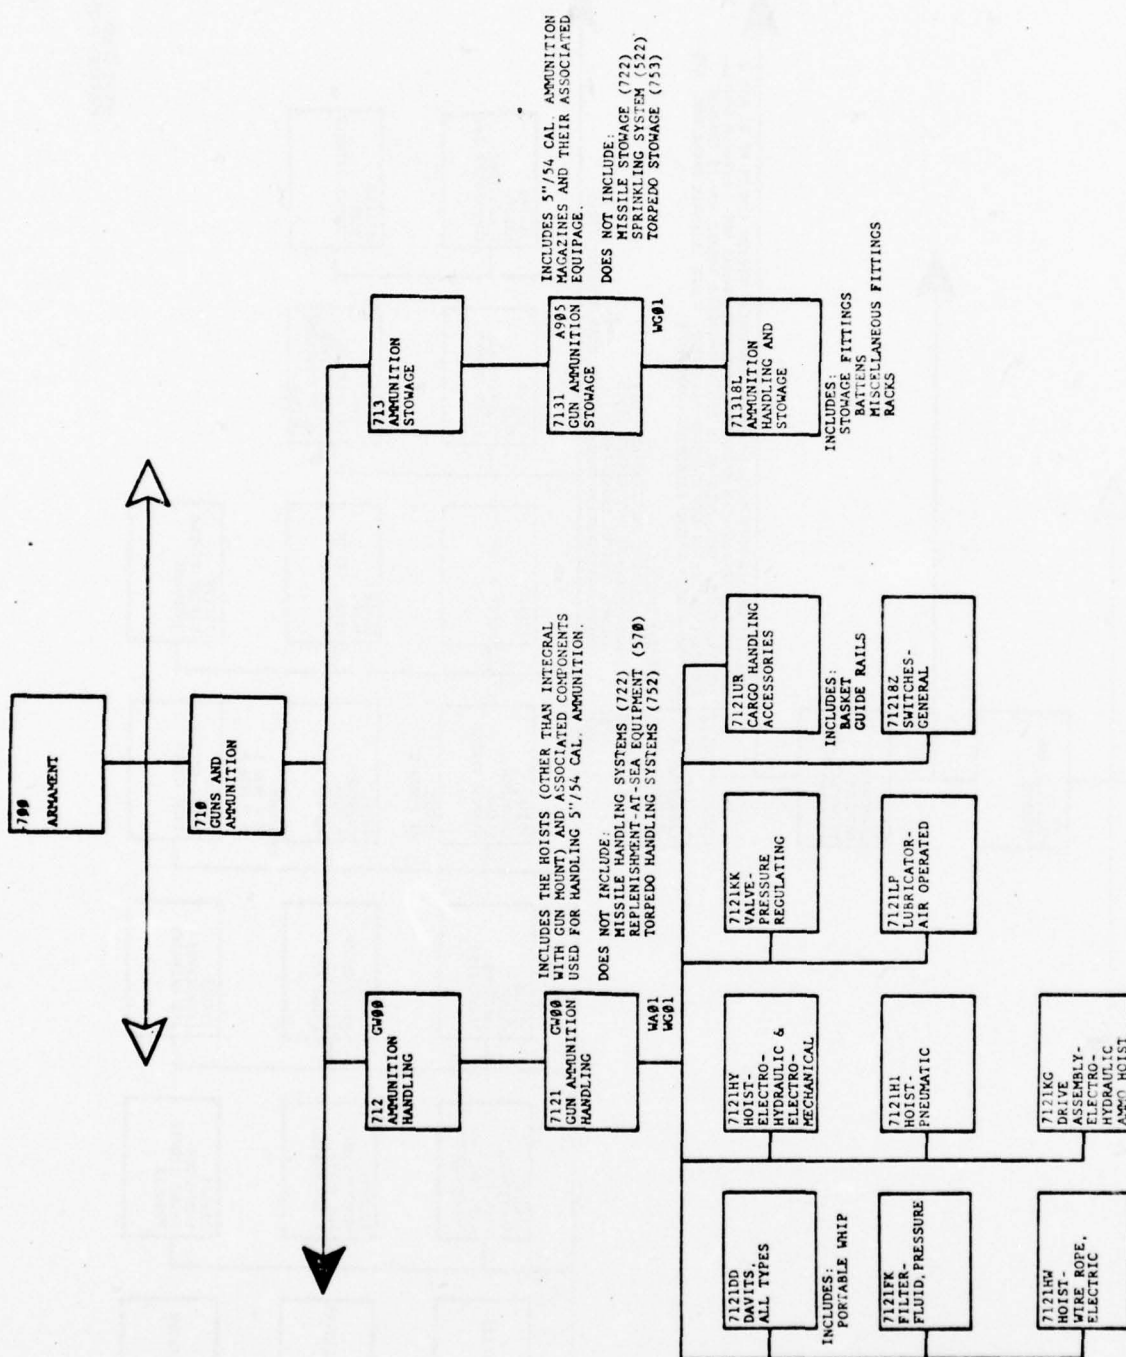 700
ARMAMENT
710
GUNS AND
AMMUNITION
712 GW00
AMMUNITION
HANDLING
713
AMMUNITION
STOWAGE
7121 GW00
GUN AMMUNITION
HANDLING
INCLUDES THE HOISTS (OTHER THAN INTEGRAL
WITH GUN MOUNT) AND ASSOCIATED COMPONENTS
USED FOR HANDLING 5"/54 CAL. AMMUNITION.
DOES NOT INCLUDE:
MISSILE HANDLING SYSTEMS (722)
REPLENISHMENT-AT-SEA EQUIPMENT (570)
TORPEDO HANDLING SYSTEMS (752)
WA01
WG01
7131 A905
GUN AMMUNITION
STOWAGE
INCLUDES 5"/54 CAL. AMMUNITION
MAGAZINES AND THEIR ASSOCIATED
EQUIPAGE.
DOES NOT INCLUDE:
MISSILE STOWAGE (722)
SPRINKLING SYSTEM (522)
TORPEDO STOWAGE (753)
WG01
7121DD
DAVITS,
ALL TYPES
INCLUDES:
PORTABLE WHIP
7121HY
HOIST-
ELECTRO-
HYDRAULIC &
ELECTRO-
MECHANICAL
7121KK
VALVE-
PRESSURE
REGULATING
7121UR
CARGO HANDLING
ACCESSORIES
INCLUDES:
BASKET
GUIDE RAILS
71318L
AMMUNITION
HANDLING AND
STOWAGE
INCLUDES:
STOWAGE FITTINGS
BATTENS
MISCELLANEOUS FITTINGS
RACKS
7121FK
FILTER-
FLUID, PRESSURE
7121H1
HOIST-
PNEUMATIC
7121LP
LUBRICATOR-
AIR OPERATED
71218Z
SWITCHES-
GENERAL
7121HW
HOIST-
WIRE ROPE,
ELECTRIC
7121KG
DRIVE
ASSEMBLY-
ELECTRO-
HYDRAULIC
AMMO HOIST